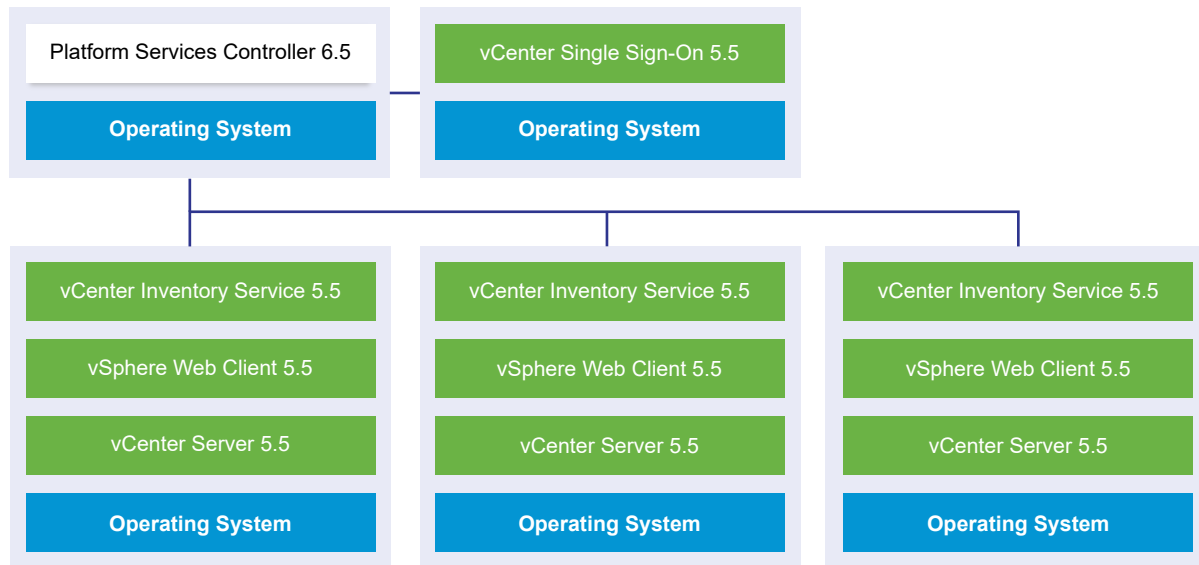 Platform Services Controller 6.5
Operating System
vCenter Single Sign-On 5.5
Operating System
vCenter Inventory Service 5.5
vSphere Web Client 5.5
vCenter Server 5.5
Operating System
vCenter Inventory Service 5.5
vSphere Web Client 5.5
vCenter Server 5.5
Operating System
vCenter Inventory Service 5.5
vSphere Web Client 5.5
vCenter Server 5.5
Operating System